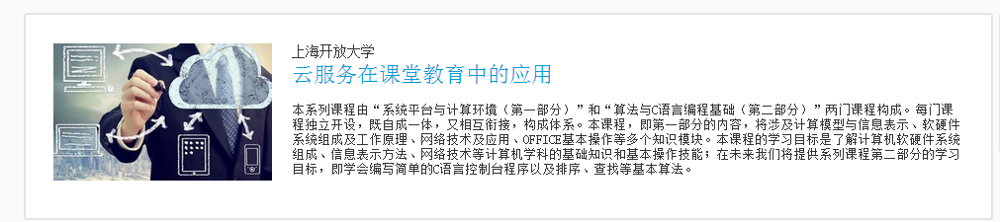 上海开放大学
云服务在课堂教育中的应用
本系列课程由“系统平台与计算环境（第一部分）”和“算法与C语言编程基础（第二部分）”两门课程构成。每门课
程独立开设，既自成一体，又相互衔接，构成体系。本课程，即第一部分的内容，将涉及计算模型与信息表示、软硬件
系统组成及工作原理、网络技术及应用、OFFICE基本操作等多个知识模块。本课程的学习目标是了解计算机软硬件系统
组成、信息表示方法、网络技术等计算机学科的基础知识和基本操作技能；在未来我们将提供系列课程第二部分的学习
目标，即学会编写简单的C语言控制台程序以及排序、查找等基本算法。